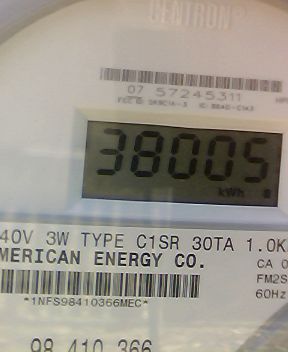 CENTRON®
07 57245311
38005
kWh
40V 3W TYPE C1SR 30TA 1.0K
MERICAN ENERGY CO.
CA 0
FM2S
*1NFS98410366MEC*
60Hz
98 410 366